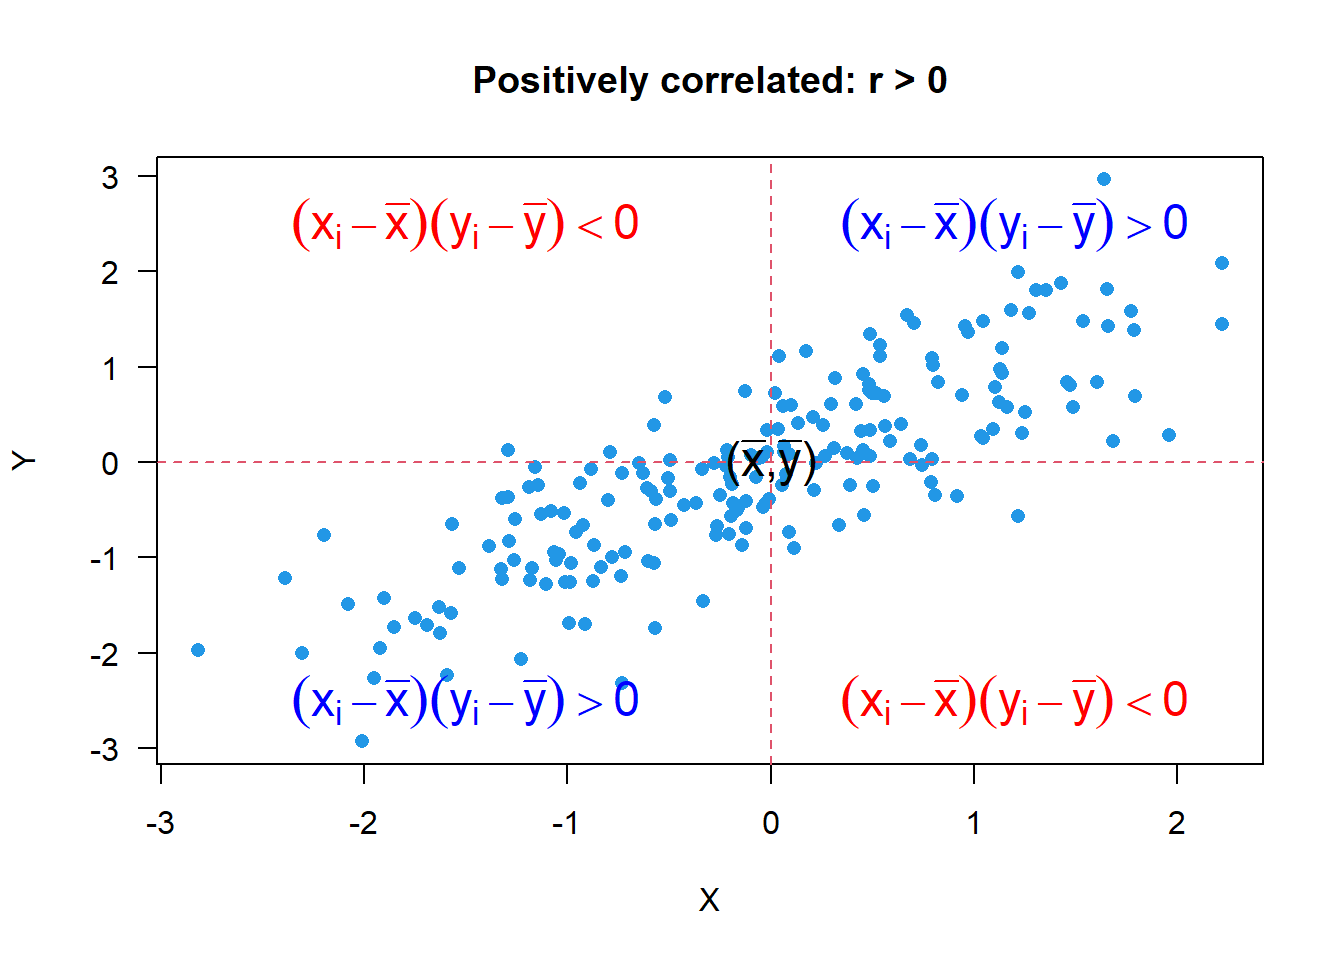 Positively correlated: r > 0
3
(xᵢ − x̅)(yᵢ − y̅) < 0
(xᵢ − x̅)(yᵢ − y̅) > 0
2
1
Y
0
(x̅, y̅)
-1
-2
(xᵢ − x̅)(yᵢ − y̅) > 0
(xᵢ − x̅)(yᵢ − y̅) < 0
-3
-3 -2 -1 0 1 2
X